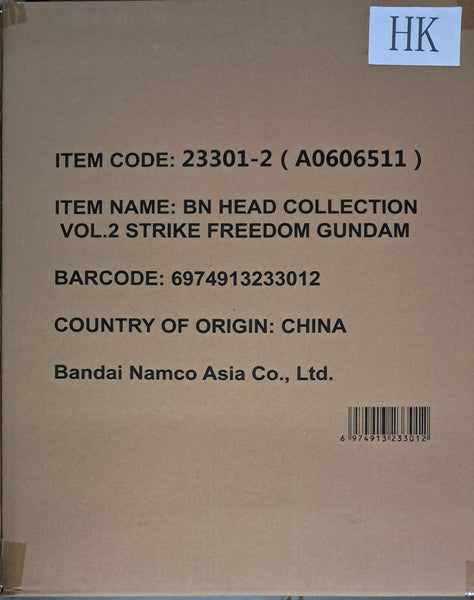 HK
ITEM CODE: 23301-2 ( A0606511 )
ITEM NAME: BN HEAD COLLECTION
VOL.2 STRIKE FREEDOM GUNDAM
BARCODE: 6974913233012
COUNTRY OF ORIGIN: CHINA
Bandai Namco Asia Co., Ltd.
6 974913 233012